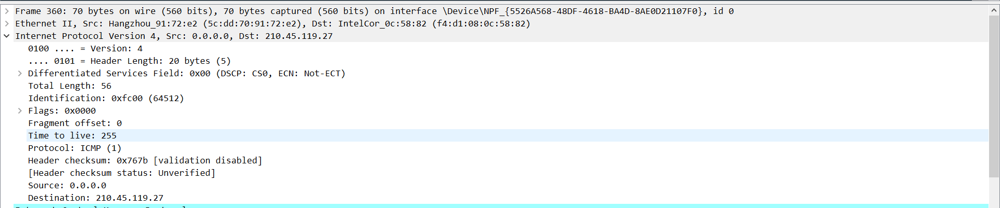 Frame 360: 70 bytes on wire (560 bits), 70 bytes captured (560 bits) on interface \Device\NPF_{5526A568-48DF-4618-BA4D-8AE0D21107F0}, id 0
Ethernet II, Src: Hangzhou_91:72:e2 (5c:dd:70:91:72:e2), Dst: IntelCor_0c:58:82 (f4:d1:08:0c:58:82)
Internet Protocol Version 4, Src: 0.0.0.0, Dst: 210.45.119.27
0100 .... = Version: 4
.... 0101 = Header Length: 20 bytes (5)
Differentiated Services Field: 0x00 (DSCP: CS0, ECN: Not-ECT)
Total Length: 56
Identification: 0xfc00 (64512)
Flags: 0x0000
Fragment offset: 0
Time to live: 255
Protocol: ICMP (1)
Header checksum: 0x767b [validation disabled]
[Header checksum status: Unverified]
Source: 0.0.0.0
Destination: 210.45.119.27